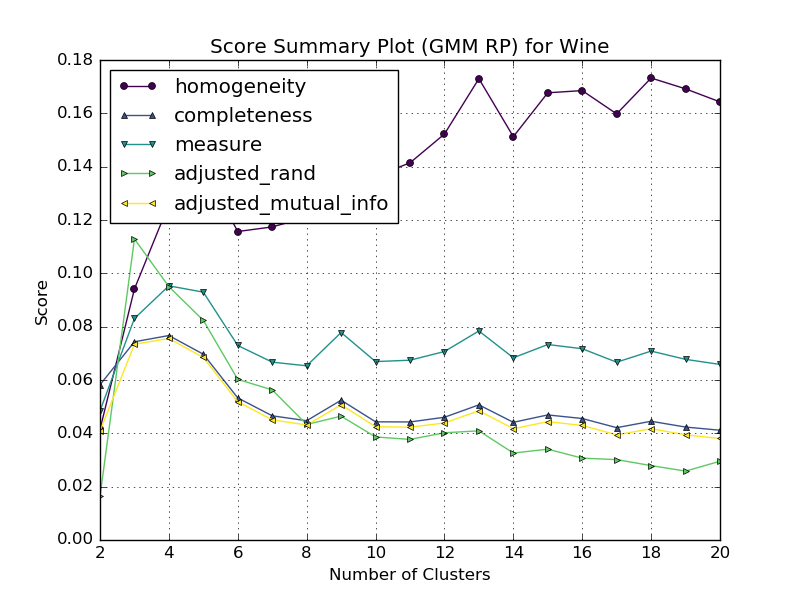 Score Summary Plot (GMM RP) for Wine
0.18
0.16
0.14
0.12
0.10
0.08
0.06
0.04
0.02
0.00
Score
homogeneity
completeness
measure
adjusted_rand
adjusted_mutual_info
2 4 6 8 10 12 14 16 18 20
Number of Clusters